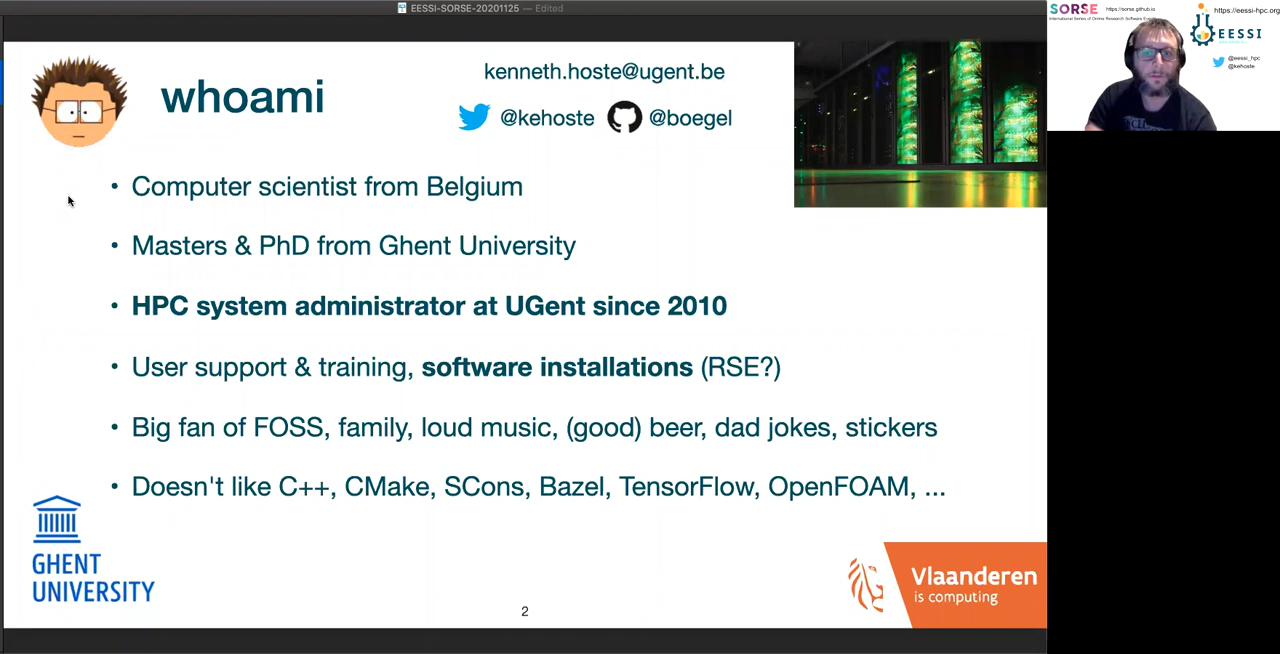 EESSI-SORSE-20201125 — Edited
whoami
kenneth.hoste@ugent.be
@kehoste @boegel
• Computer scientist from Belgium
• Masters & PhD from Ghent University
• HPC system administrator at UGent since 2010
• User support & training, software installations (RSE?)
• Big fan of FOSS, family, loud music, (good) beer, dad jokes, stickers
• Doesn't like C++, CMake, SCons, Bazel, TensorFlow, OpenFOAM, ...
GHENT
UNIVERSITY
2
Vlaanderen
is computing
SORSE https://sorse.github.io
International Series of Online Research Software
https://eessi-hpc.org
EESSI
@eessi_hpc
@kehoste